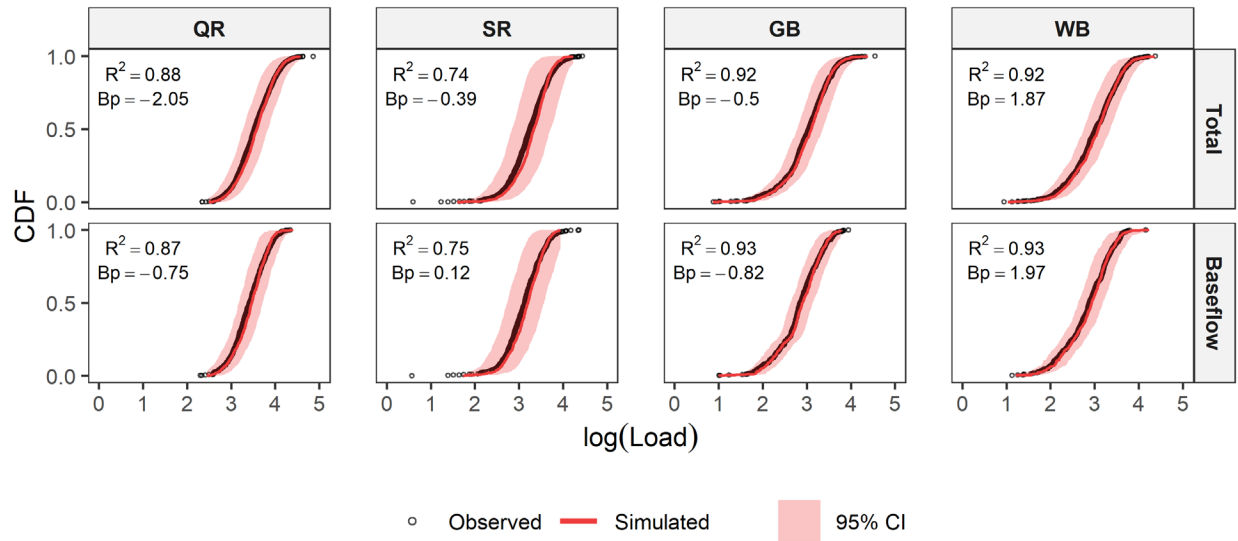 QR SR GB WB
R² = 0.88
Bp = −2.05
R² = 0.74
Bp = −0.39
R² = 0.92
Bp = −0.5
R² = 0.92
Bp = 1.87
Total
1.0
0.5
0.0
CDF
R² = 0.87
Bp = −0.75
R² = 0.75
Bp = 0.12
R² = 0.93
Bp = −0.82
R² = 0.93
Bp = 1.97
Baseflow
1.0
0.5
0.0
0 1 2 3 4 5 0 1 2 3 4 5 0 1 2 3 4 5 0 1 2 3 4 5
log(Load)
Observed Simulated 95% CI